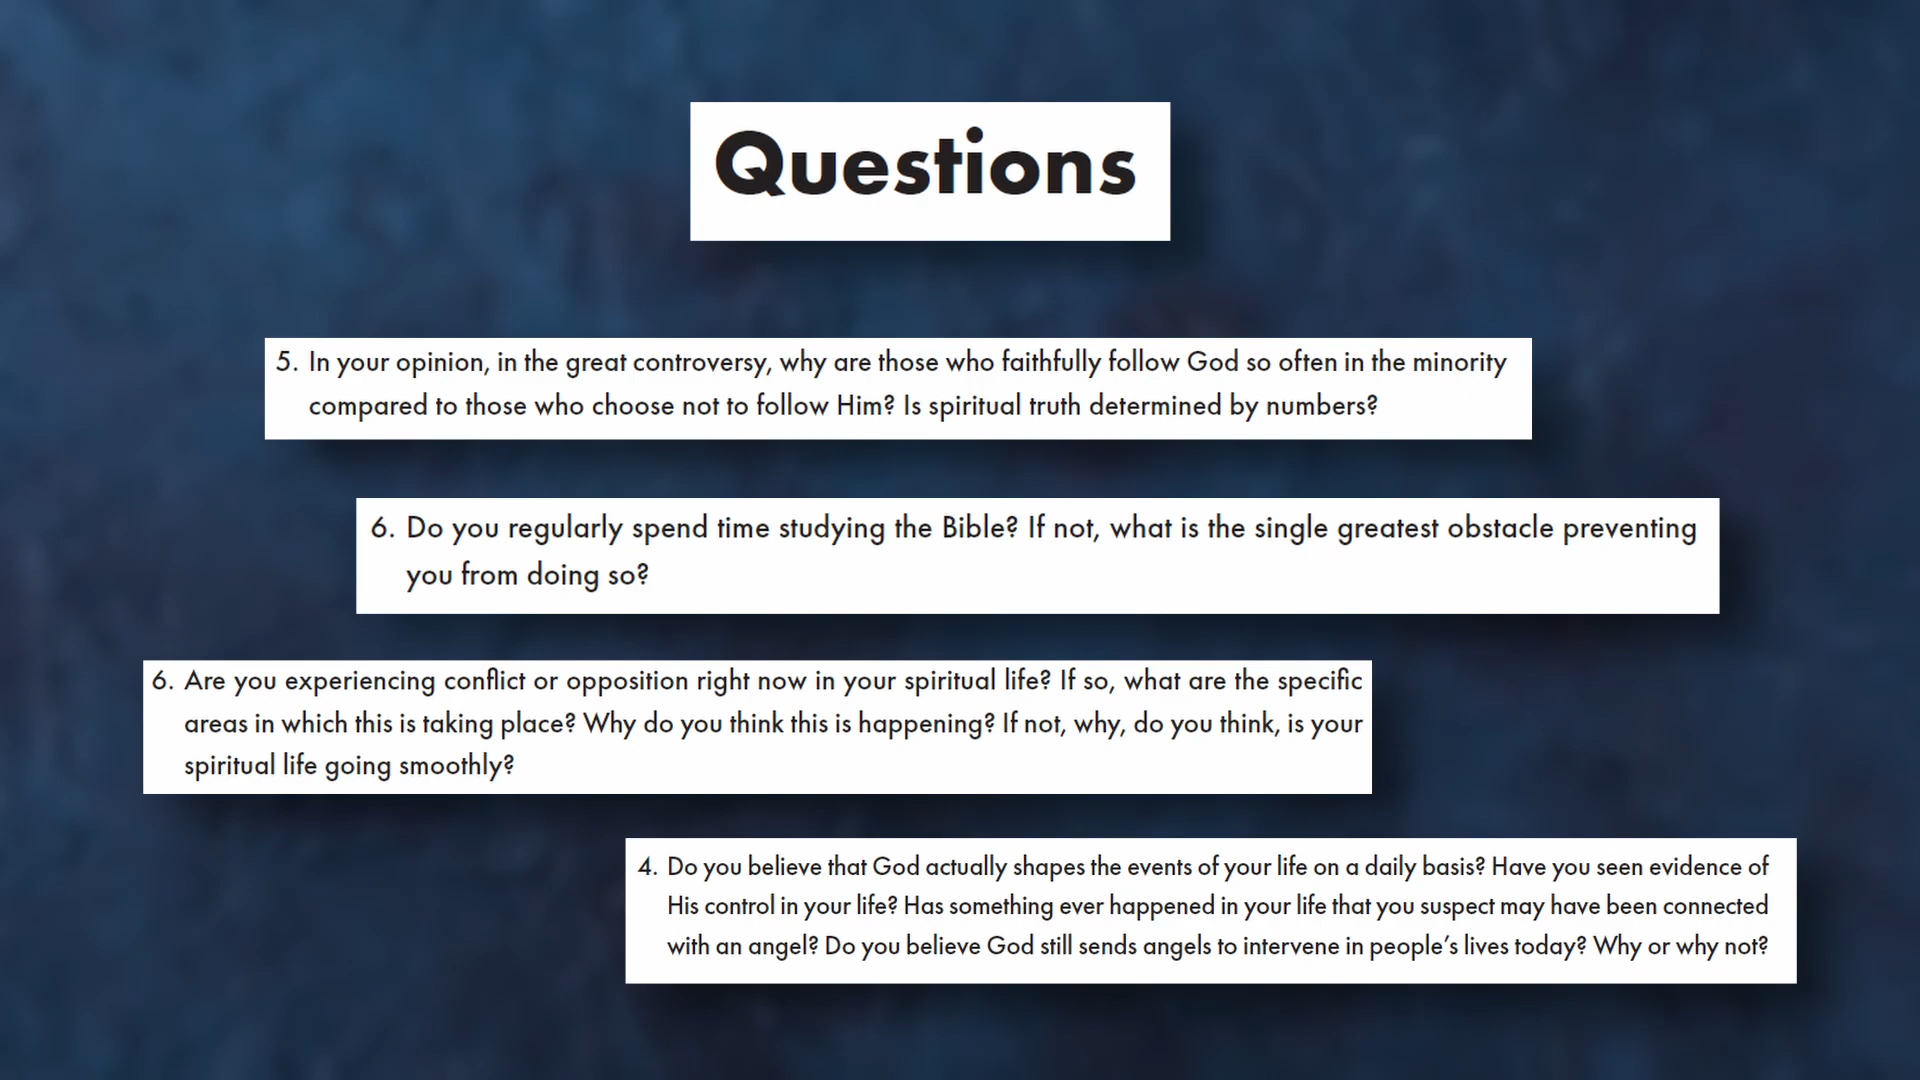 Questions
5. In your opinion, in the great controversy, why are those who faithfully follow God so often in the minority
compared to those who choose not to follow Him? Is spiritual truth determined by numbers?
6. Do you regularly spend time studying the Bible? If not, what is the single greatest obstacle preventing
you from doing so?
6. Are you experiencing conflict or opposition right now in your spiritual life? If so, what are the specific
areas in which this is taking place? Why do you think this is happening? If not, why, do you think, is your
spiritual life going smoothly?
4. Do you believe that God actually shapes the events of your life on a daily basis? Have you seen evidence of
His control in your life? Has something ever happened in your life that you suspect may have been connected
with an angel? Do you believe God still sends angels to intervene in people's lives today? Why or why not?